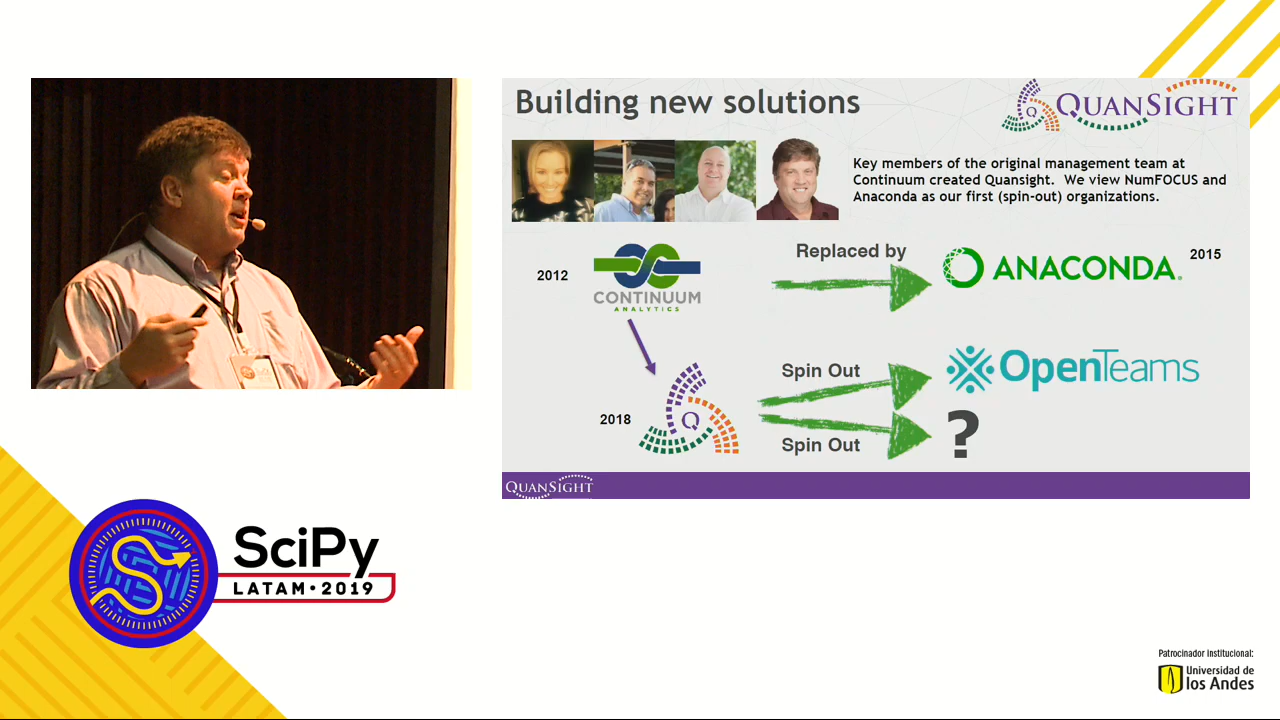 Building new solutions
QUANSIGHT
Q
Key members of the original management team at
Continuum created Quansight. We view NumFOCUS and
Anaconda as our first (spin-out) organizations.
2012
CONTINUUM
ANALYTICS
Replaced by
ANACONDA.
2015
Spin Out
OpenTeams
2018
Q
Spin Out
?
QUANSIGHT
SciPy
LATAM·2019
Patrocinador institucional:
Universidad de
los Andes